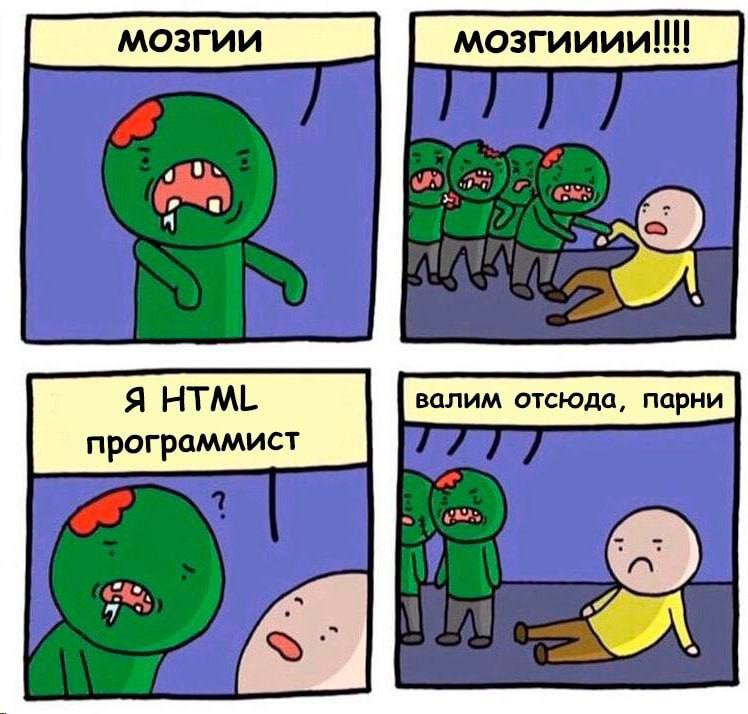 мозгии
мозгииии!!!!
Я HTML
программист
?
валим отсюда, парни